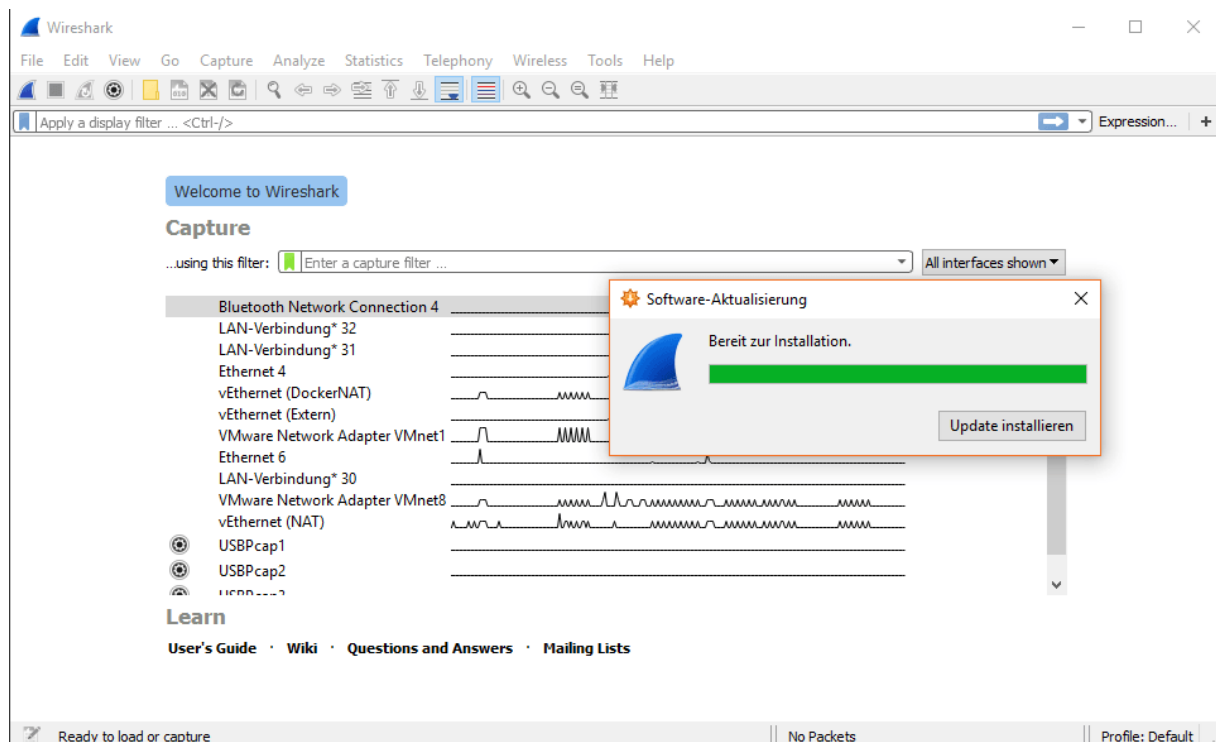 Wireshark
File Edit View Go Capture Analyze Statistics Telephony Wireless Tools Help
Apply a display filter ... <Ctrl-/> Expression... +
Welcome to Wireshark
Capture
...using this filter: Enter a capture filter ... All interfaces shown
Bluetooth Network Connection 4
LAN-Verbindung* 32
LAN-Verbindung* 31
Ethernet 4
vEthernet (DockerNAT)
vEthernet (Extern)
VMware Network Adapter VMnet1
Ethernet 6
LAN-Verbindung* 30
VMware Network Adapter VMnet8
vEthernet (NAT)
USBPcap1
USBPcap2
Software-Aktualisierung
Bereit zur Installation.
Update installieren
Learn
User's Guide · Wiki · Questions and Answers · Mailing Lists
Ready to load or capture No Packets Profile: Default